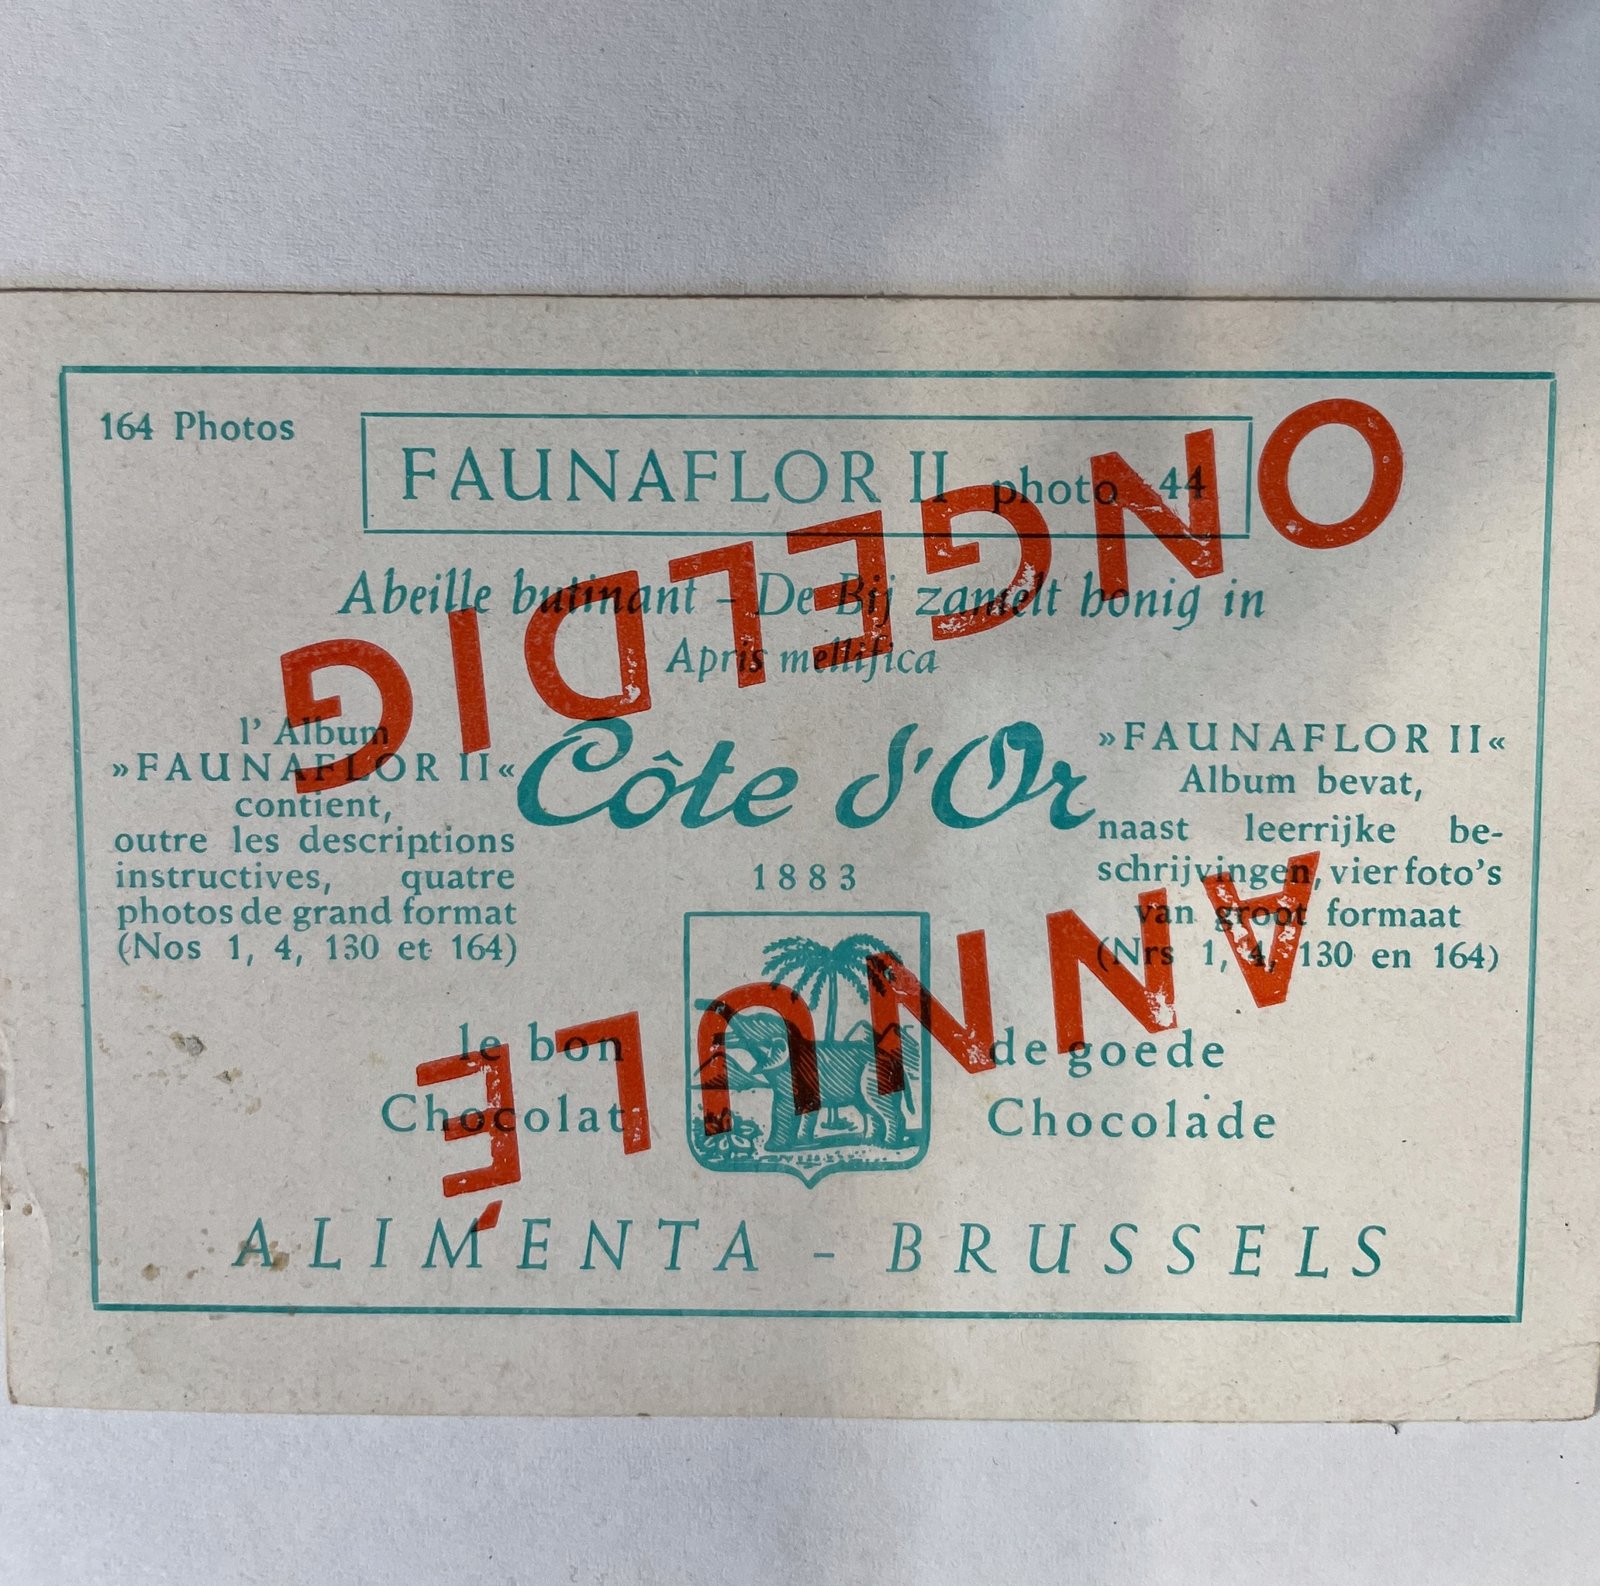 164 Photos
FAUNAFLOR II photo 44
Abeille butinant – De Bij zamelt honig in
Apris mellifica
l' Album
»FAUNAFLOR II«
contient,
outre les descriptions
instructives, quatre
photos de grand format
(Nos 1, 4, 130 et 164)
Côte d'Or
1883
»FAUNAFLOR II«
Album bevat,
naast leerrijke be-
schrijvingen, vier foto's
van groot formaat
(Nrs 1, 4, 130 en 164)
le bon
Chocolat
de goede
Chocolade
ALIMENTA – BRUSSELS
ANNULÉ
ONGELDIG